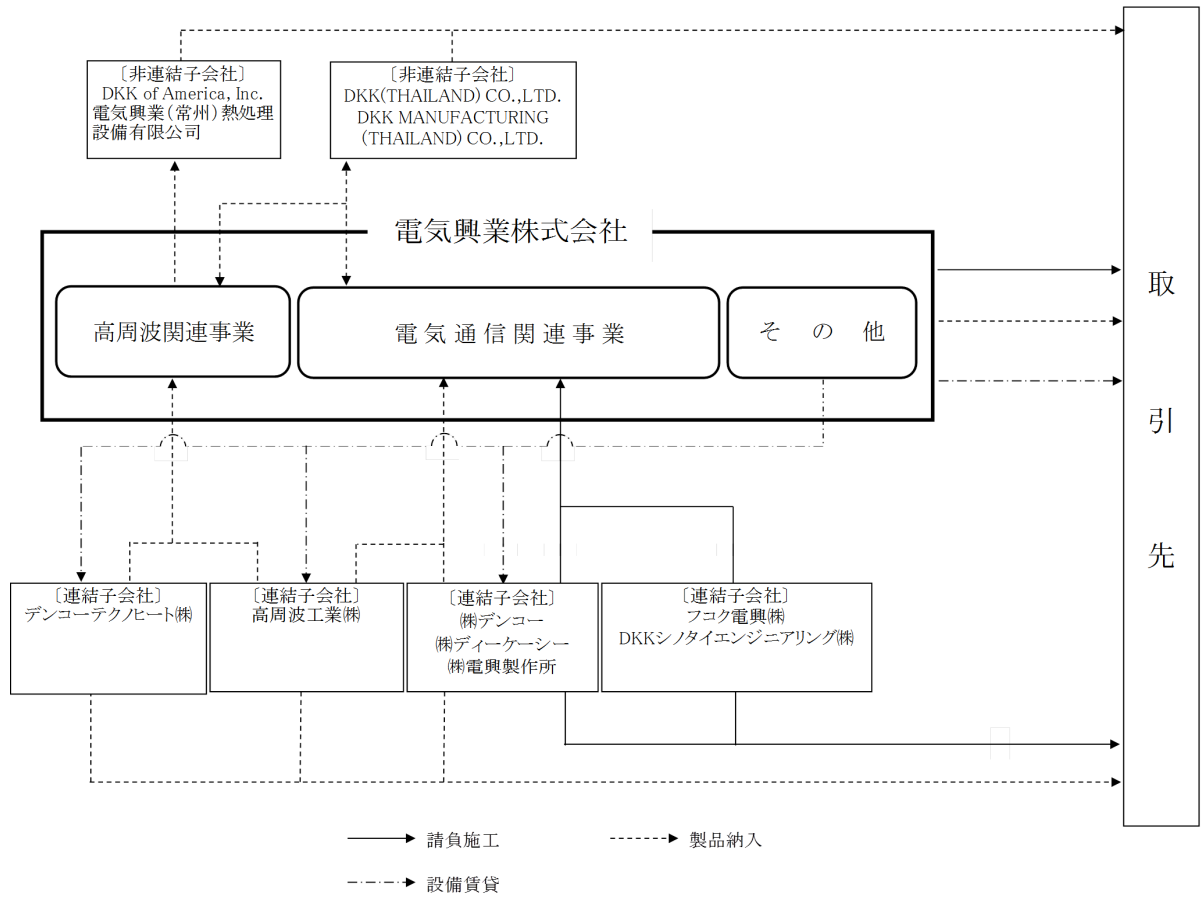 〔非連結子会社〕
DKK of America, Inc.
電気興業(常州)熱処理
設備有限公司
〔非連結子会社〕
DKK(THAILAND) CO.,LTD.
DKK MANUFACTURING
(THAILAND) CO.,LTD.
電気興業株式会社
高周波関連事業
電気通信関連事業
その他
取引先
〔連結子会社〕
デンコーテクノヒート㈱
〔連結子会社〕
高周波工業㈱
〔連結子会社〕
㈱デンコー
㈱ディーケーシー
㈱電興製作所
〔連結子会社〕
フコク電興㈱
DKKシノタイエンジニアリング㈱
請負施工
製品納入
設備賃貸